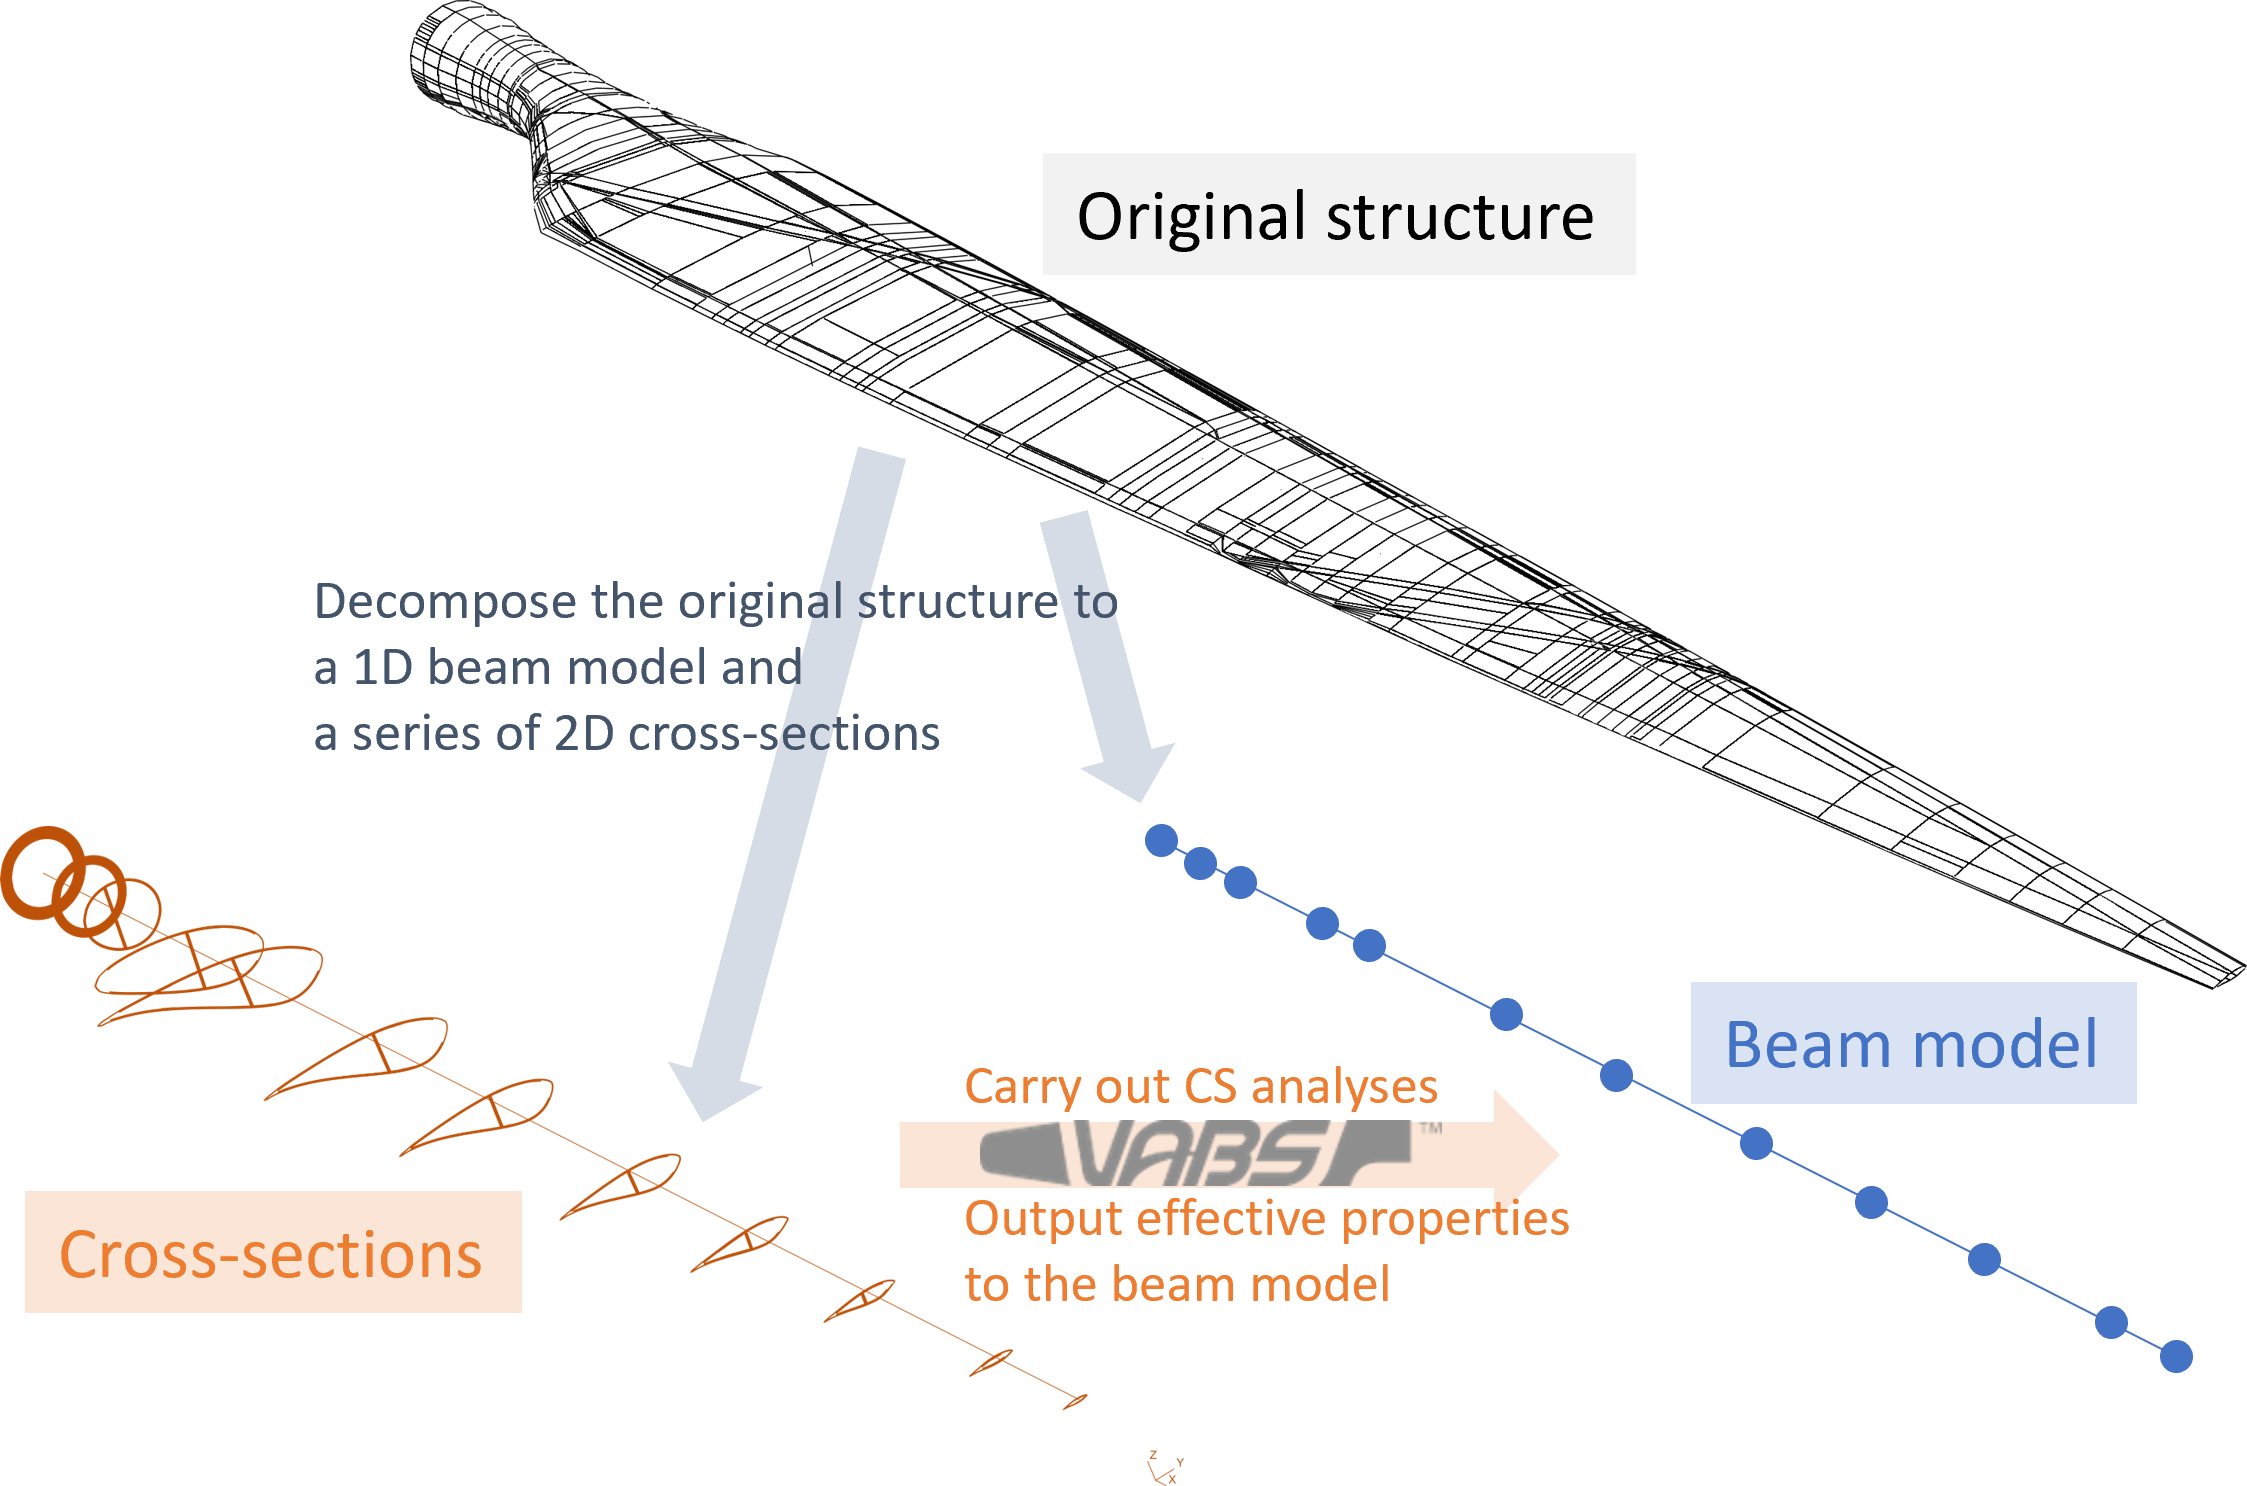 Original structure
Decompose the original structure to
a 1D beam model and
a series of 2D cross-sections
Beam model
Carry out CS analyses
VABS™
Output effective properties
to the beam model
Cross-sections
Z
Y
X